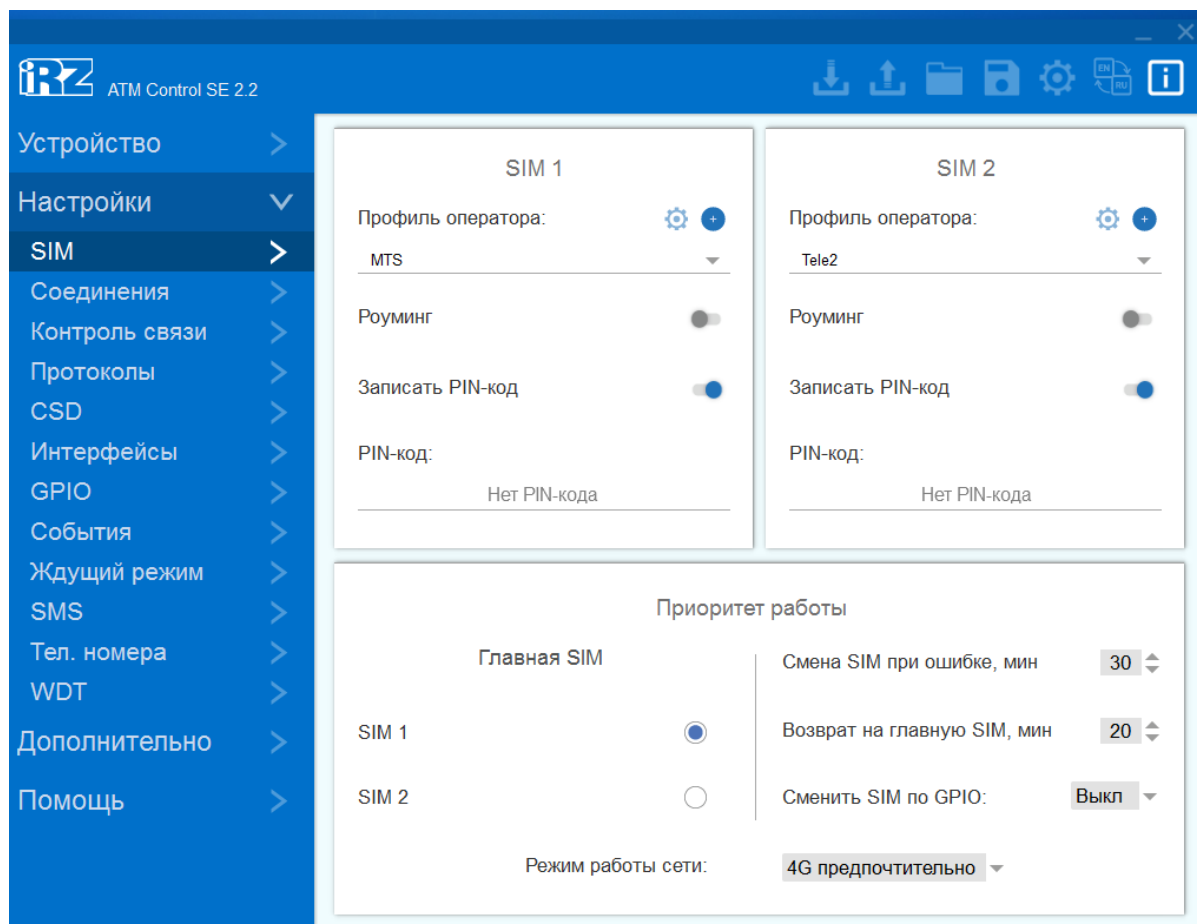 iRZ ATM Control SE 2.2
EN
RU
Устройство
Настройки
SIM
Соединения
Контроль связи
Протоколы
CSD
Интерфейсы
GPIO
События
Ждущий режим
SMS
Тел. номера
WDT
Дополнительно
Помощь
SIM 1
Профиль оператора:
MTS
Роуминг
Записать PIN-код
PIN-код:
Нет PIN-кода
SIM 2
Профиль оператора:
Tele2
Роуминг
Записать PIN-код
PIN-код:
Нет PIN-кода
Приоритет работы
Главная SIM
SIM 1
SIM 2
Смена SIM при ошибке, мин 30
Возврат на главную SIM, мин 20
Сменить SIM по GPIO: Выкл
Режим работы сети: 4G предпочтительно